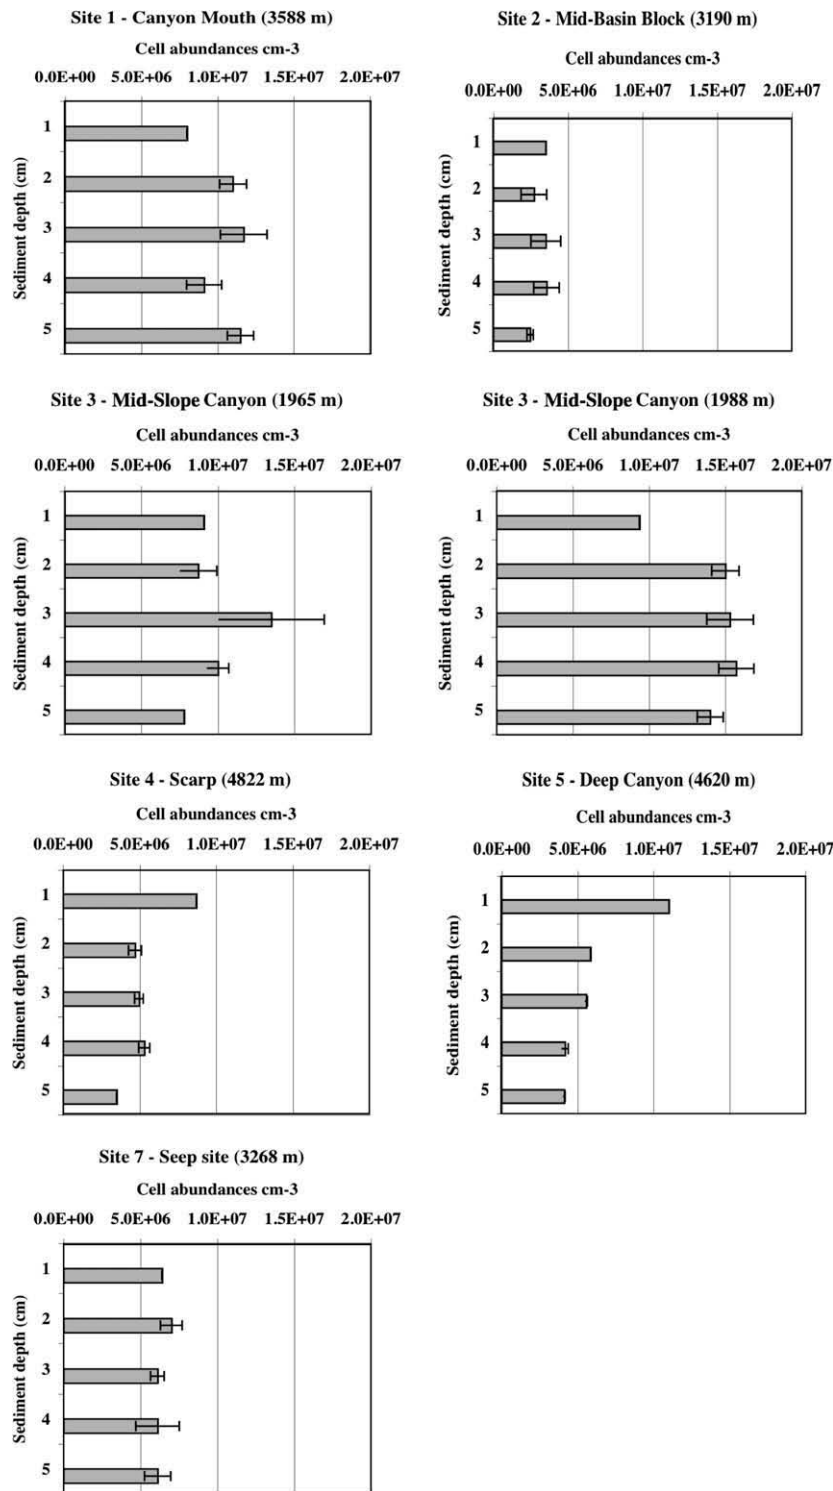 Site 1 - Canyon Mouth (3588 m)
Cell abundances cm-3
0.0E+00 5.0E+06 1.0E+07 1.5E+07 2.0E+07
Sediment depth (cm)
1
2
3
4
5
Site 2 - Mid-Basin Block (3190 m)
Cell abundances cm-3
0.0E+00 5.0E+06 1.0E+07 1.5E+07 2.0E+07
Sediment depth (cm)
1
2
3
4
5
Site 3 - Mid-Slope Canyon (1965 m)
Cell abundances cm-3
0.0E+00 5.0E+06 1.0E+07 1.5E+07 2.0E+07
Sediment depth (cm)
1
2
3
4
5
Site 3 - Mid-Slope Canyon (1988 m)
Cell abundances cm-3
0.0E+00 5.0E+06 1.0E+07 1.5E+07 2.0E+07
Sediment depth (cm)
1
2
3
4
5
Site 4 - Scarp (4822 m)
Cell abundances cm-3
0.0E+00 5.0E+06 1.0E+07 1.5E+07 2.0E+07
Sediment depth (cm)
1
2
3
4
5
Site 5 - Deep Canyon (4620 m)
Cell abundances cm-3
0.0E+00 5.0E+06 1.0E+07 1.5E+07 2.0E+07
Sediment depth (cm)
1
2
3
4
5
Site 7 - Seep site (3268 m)
Cell abundances cm-3
0.0E+00 5.0E+06 1.0E+07 1.5E+07 2.0E+07
Sediment depth (cm)
1
2
3
4
5